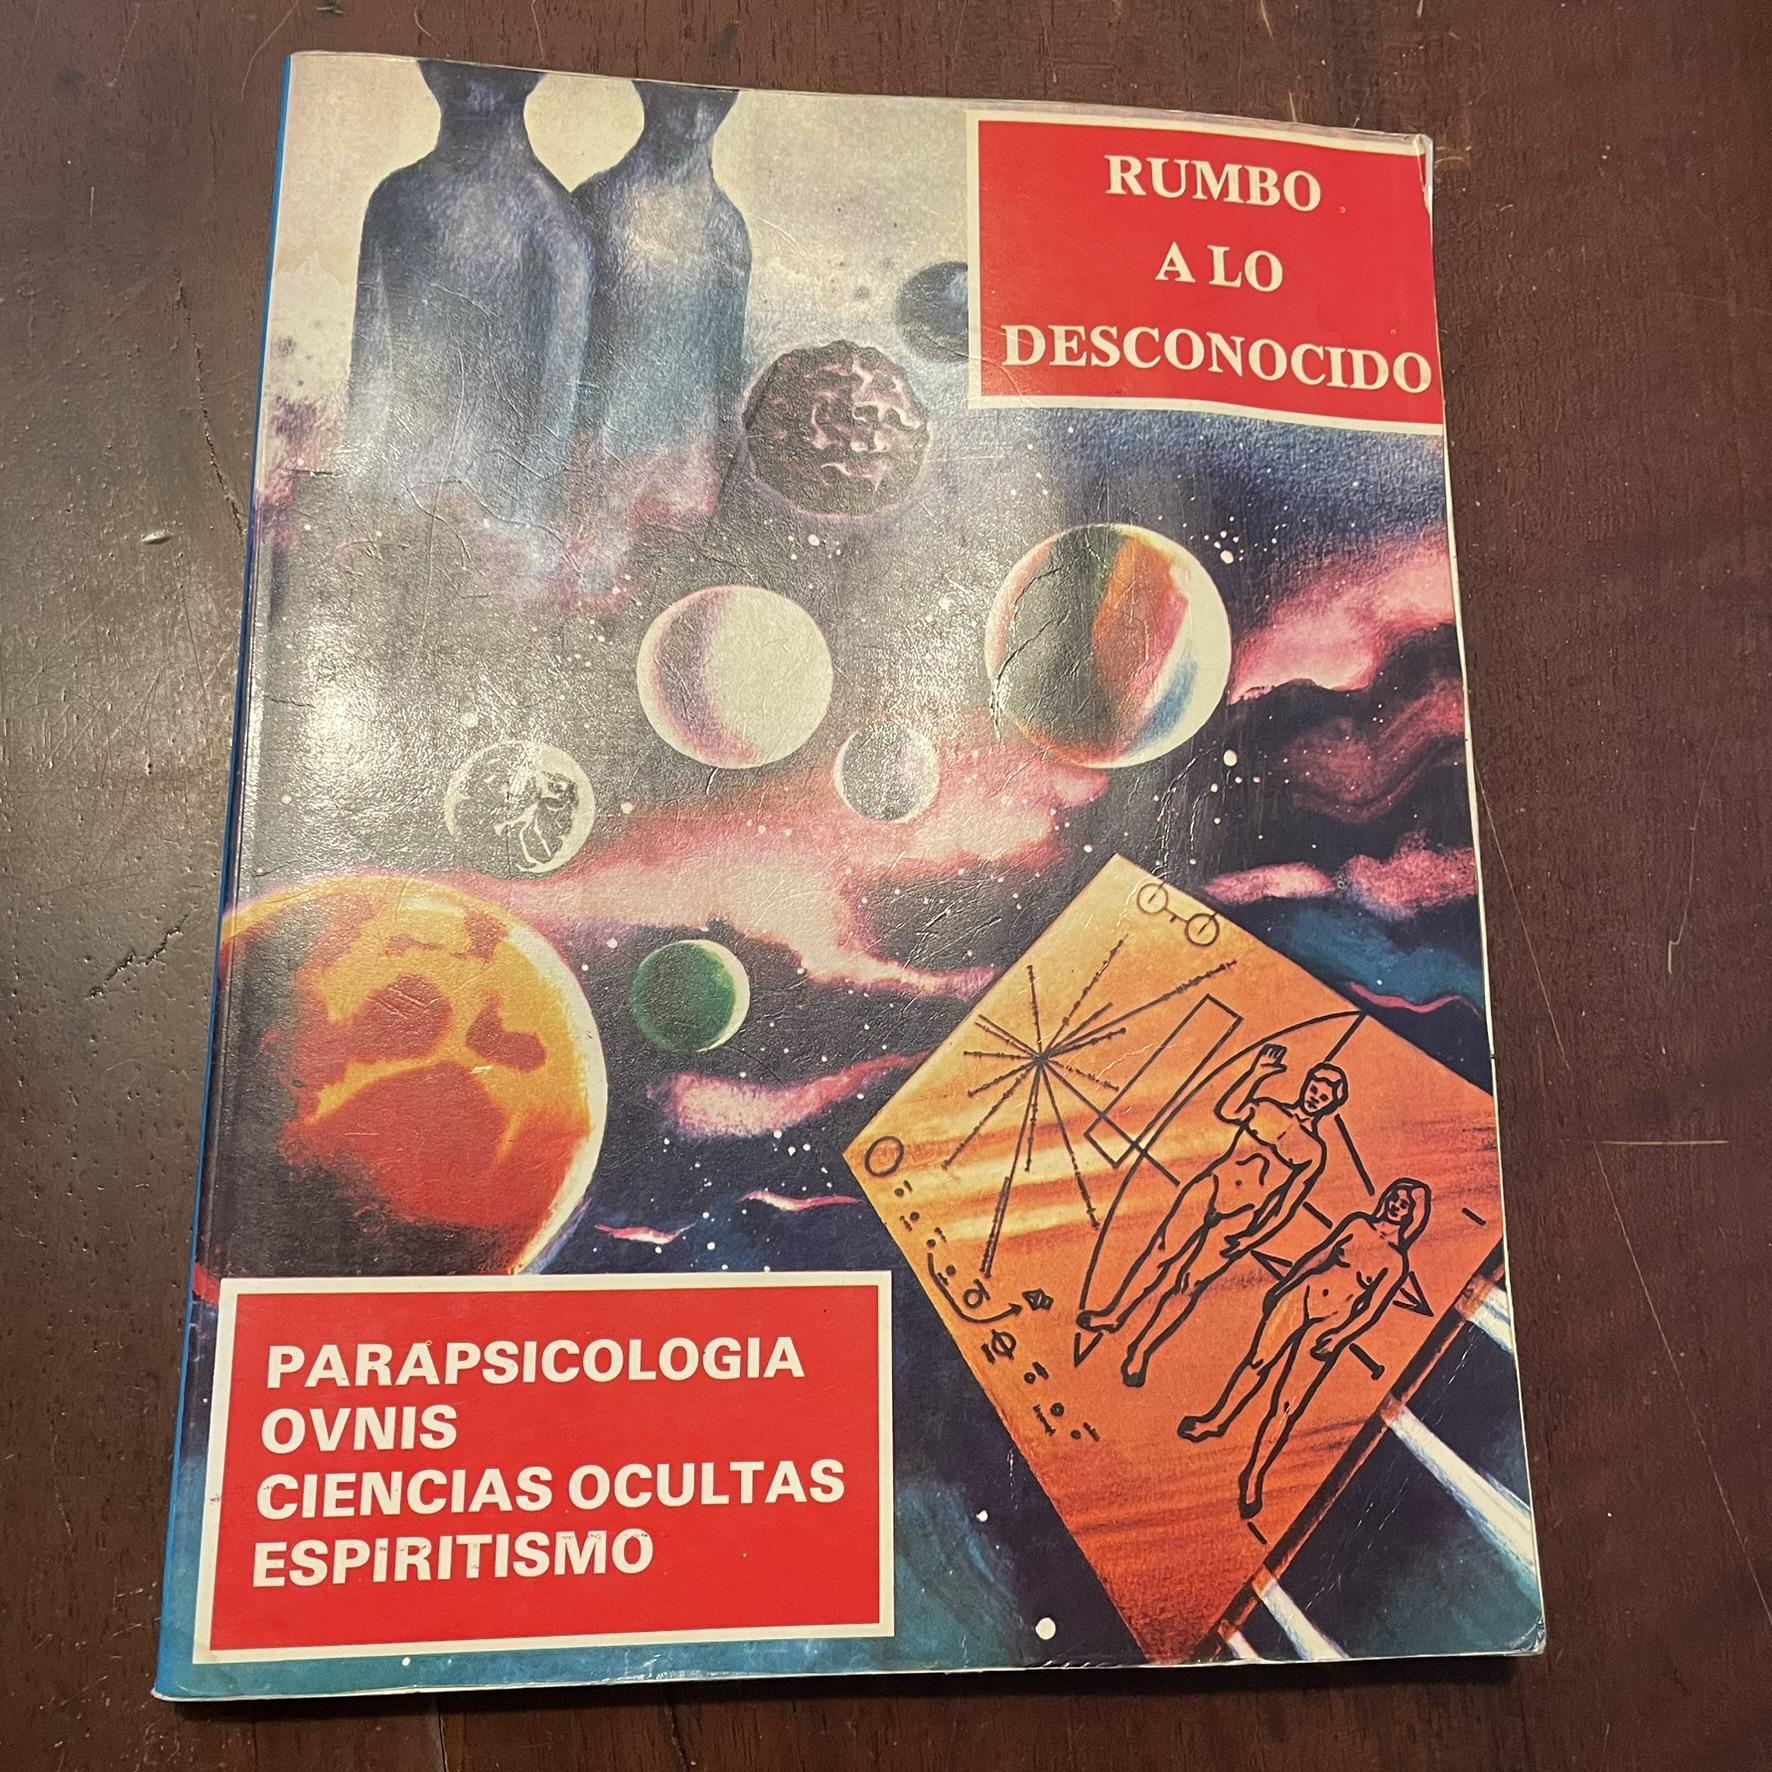 RUMBO
A LO
DESCONOCIDO
PARAPSICOLOGIA
OVNIS
CIENCIAS OCULTAS
ESPIRITISMO